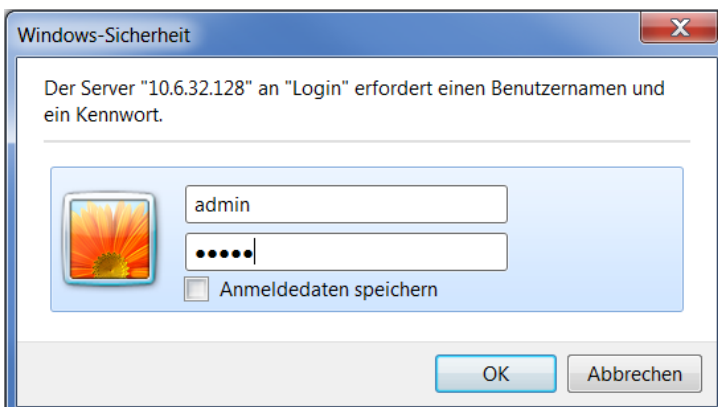 Windows-Sicherheit
Der Server "10.6.32.128" an "Login" erfordert einen Benutzernamen und
ein Kennwort.
admin
●●●●●
Anmeldedaten speichern
OK
Abbrechen